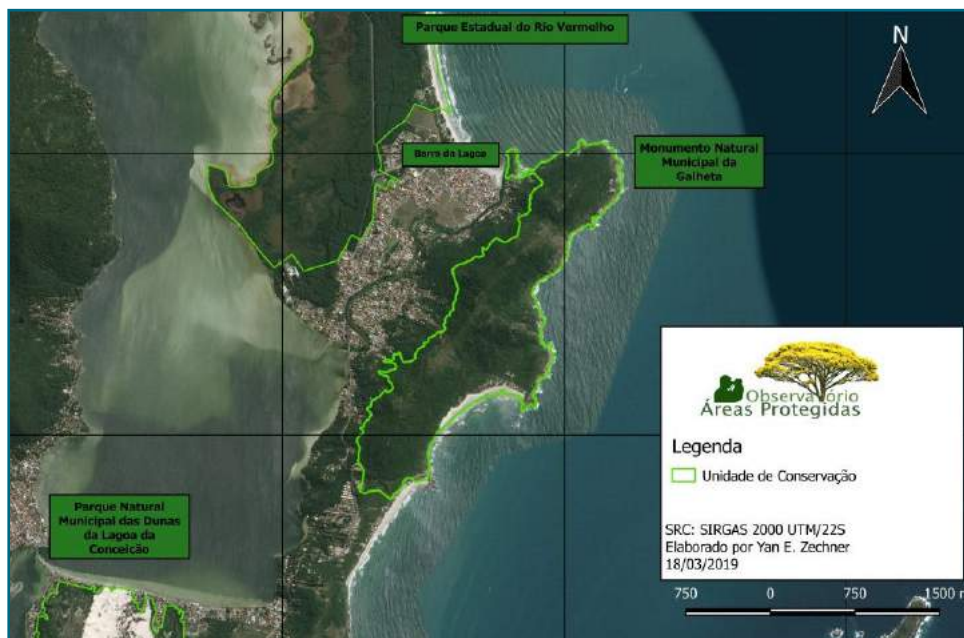 Parque Estadual do Rio Vermelho
N
Barra da Lagoa
Monumento Natural
Municipal da
Galheta
Parque Natural
Municipal das Dunas
da Lagoa da
Conceição
Observatório
Áreas Protegidas
Legenda
Unidade de Conservação
SRC: SIRGAS 2000 UTM/22S
Elaborado por Yan E. Zechner
18/03/2019
750 0 750 1500 m